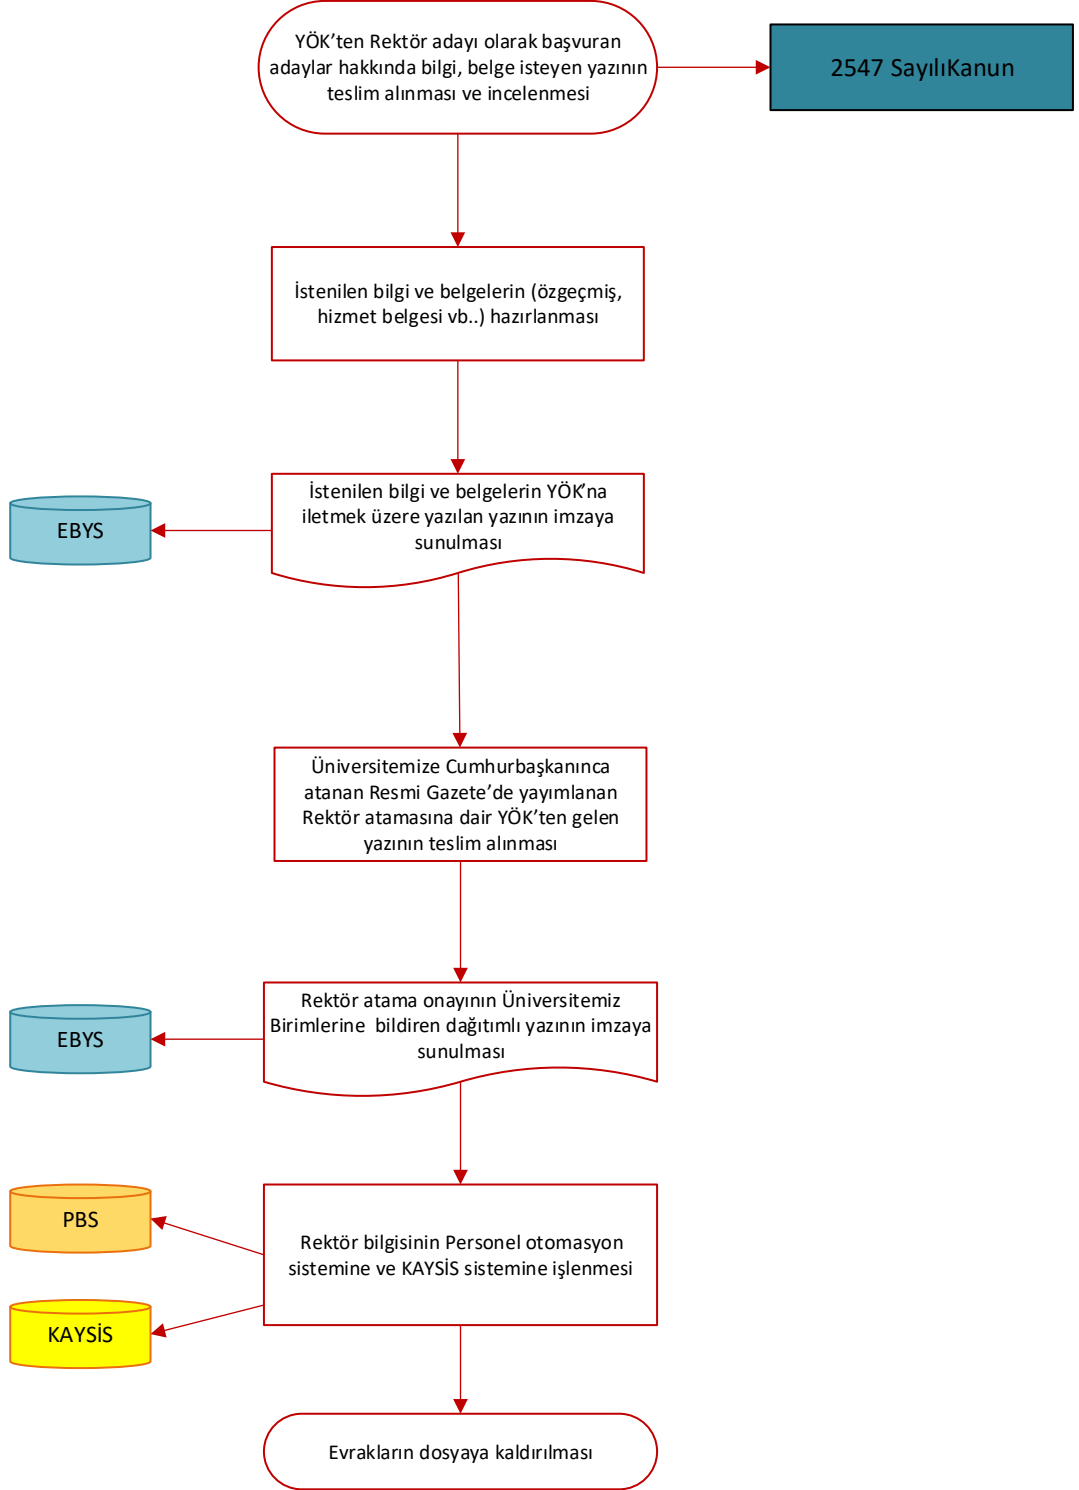 YÖK’ten Rektör adayı olarak başvuran
adaylar hakkında bilgi, belge isteyen yazının
teslim alınması ve incelenmesi
2547 SayılıKanun
İstenilen bilgi ve belgelerin (özgeçmiş,
hizmet belgesi vb..) hazırlanması
İstenilen bilgi ve belgelerin YÖK’na
iletmek üzere yazılan yazının imzaya
sunulması
EBYS
Üniversitemize Cumhurbaşkanınca
atanan Resmi Gazete’de yayımlanan
Rektör atamasına dair YÖK’ten gelen
yazının teslim alınması
Rektör atama onayının Üniversitemiz
Birimlerine  bildiren dağıtımlı yazının imzaya
sunulması
EBYS
PBS
Rektör bilgisinin Personel otomasyon
sistemine ve KAYSİS sistemine işlenmesi
KAYSİS
Evrakların dosyaya kaldırılması